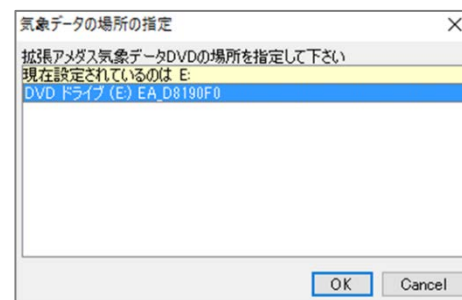 気象データの場所の指定
拡張アメダス気象データDVDの場所を指定して下さい
現在設定されているのは E:
DVD ドライブ (E:) EA_D8190F0
OK Cancel